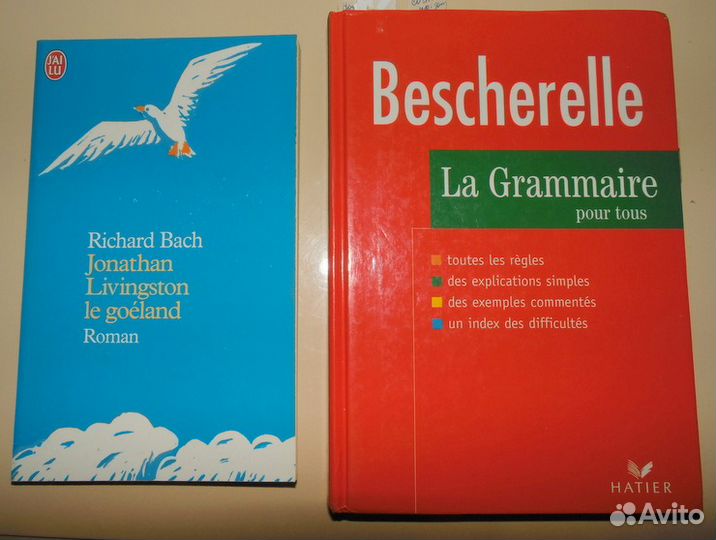 J'AI
LU
Richard Bach
Jonathan
Livingston
le goéland
Roman
Bescherelle
La Grammaire
pour tous
toutes les règles
des explications simples
des exemples commentés
un index des difficultés
HATIER
Avito